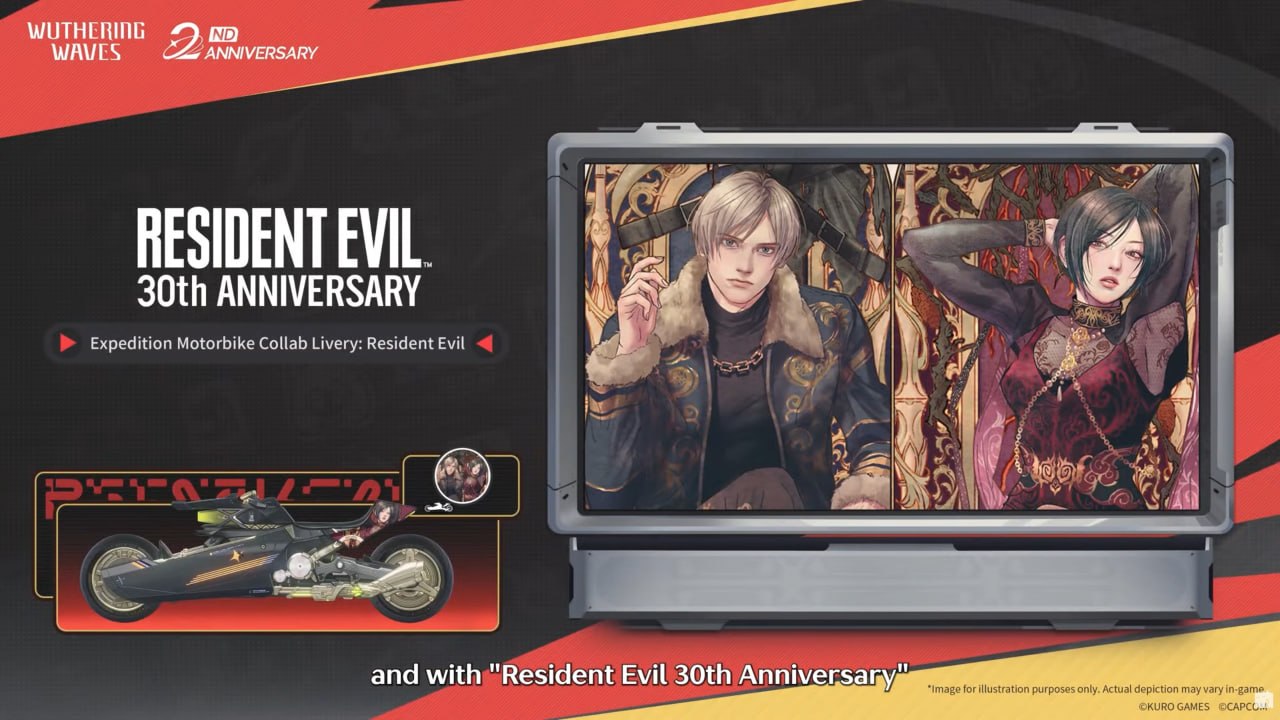 WUTHERING
WAVES
2ND
ANNIVERSARY
RESIDENT EVIL™
30th ANNIVERSARY
Expedition Motorbike Collab Livery: Resident Evil
and with "Resident Evil 30th Anniversary"
*Image for illustration purposes only. Actual depiction may vary in-game.
©KURO GAMES ©CAPCOM